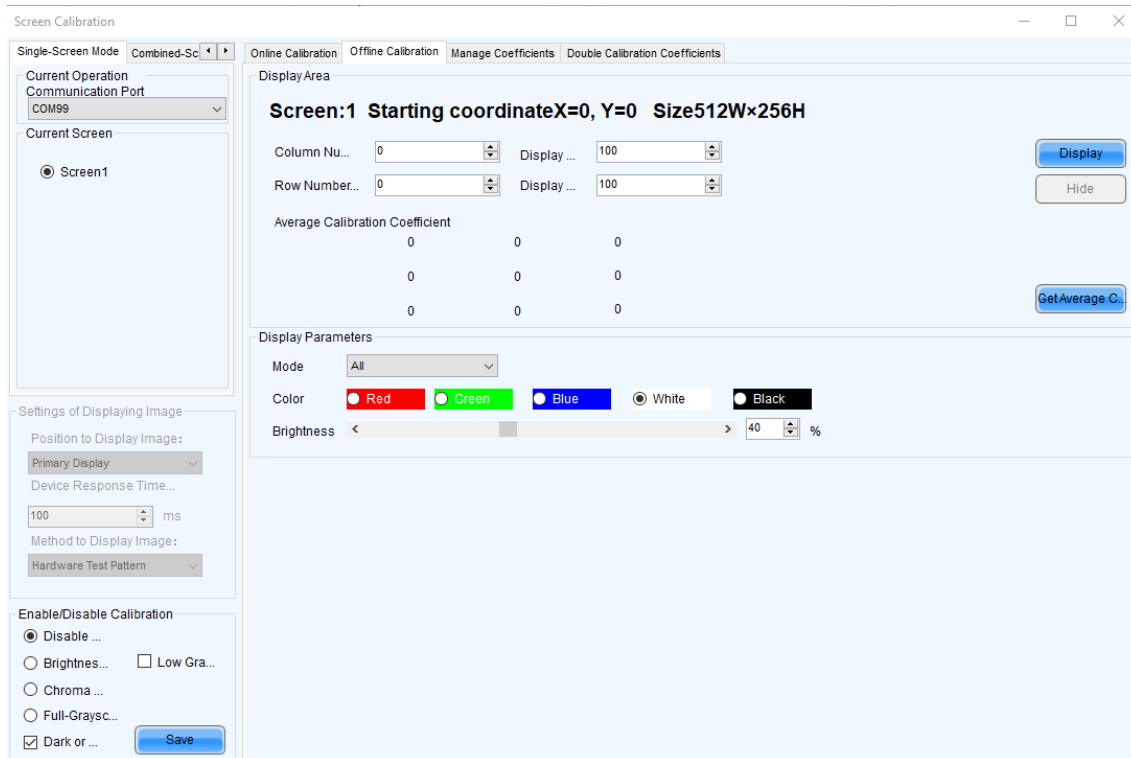 Screen Calibration
Single-Screen Mode Combined-Sc
Current Operation
Communication Port
COM99
Current Screen
Screen1
Settings of Displaying Image
Position to Display Image:
Primary Display
Device Response Time...
100 ms
Method to Display Image:
Hardware Test Pattern
Enable/Disable Calibration
Disable ...
Brightnes... Low Gra...
Chroma ...
Full-Graysc...
Dark or ... Save
Online Calibration Offline Calibration Manage Coefficients Double Calibration Coefficients
Display Area
Screen:1 Starting coordinateX=0, Y=0 Size512W×256H
Column Nu... 0 Display ... 100 Display
Row Number... 0 Display ... 100 Hide
Average Calibration Coefficient
0 0 0
0 0 0
0 0 0
Get Average C...
Display Parameters
Mode All
Color Red Green Blue White Black
Brightness < > 40 %